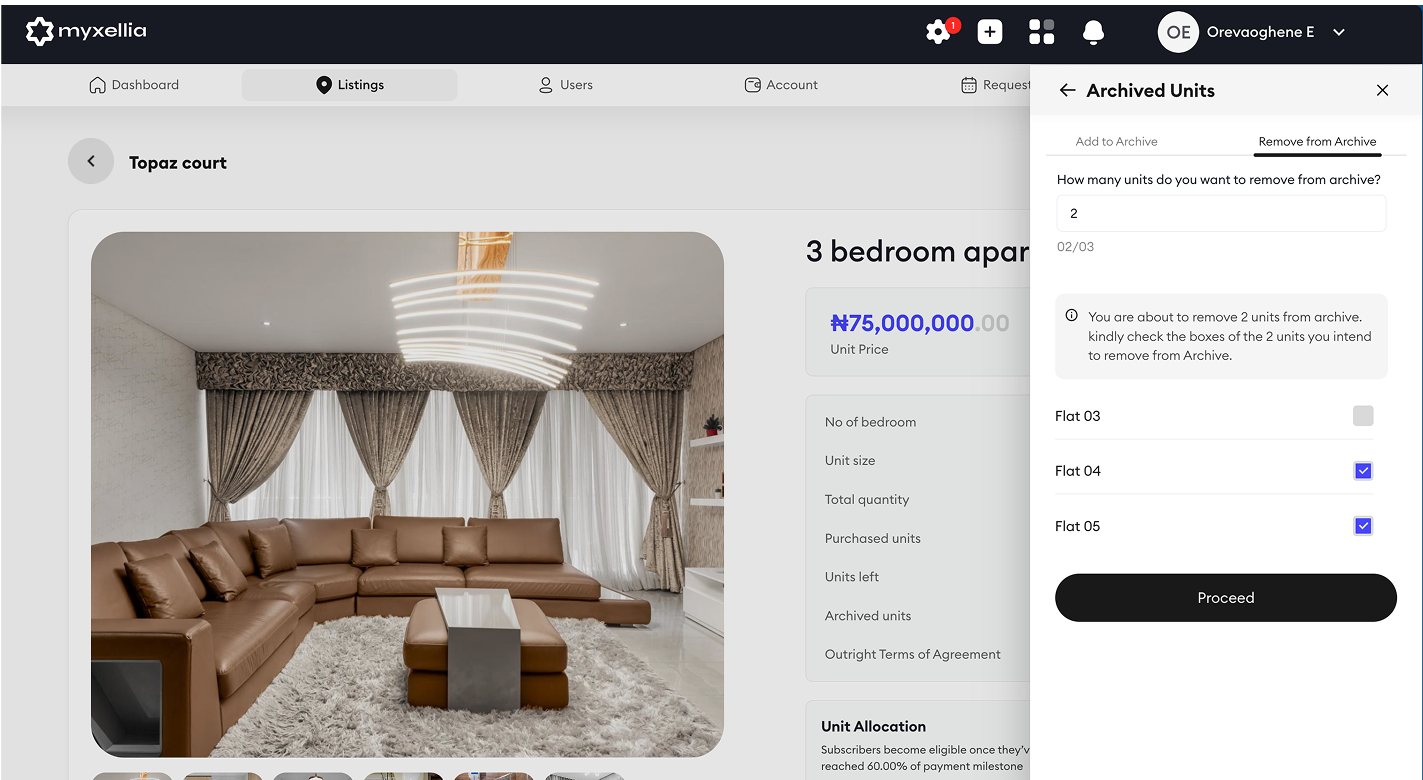 myxellia
1
OE
Orevaoghene E
Dashboard
Listings
Users
Account
Request
Topaz court
3 bedroom apar
₦75,000,000.00
Unit Price
No of bedroom
Unit size
Total quantity
Purchased units
Units left
Archived units
Outright Terms of Agreement
Unit Allocation
Subscribers become eligible once they've
reached 60.00% of payment milestone
Archived Units
Add to Archive
Remove from Archive
How many units do you want to remove from archive?
2
02/03
You are about to remove 2 units from archive.
kindly check the boxes of the 2 units you intend
to remove from Archive.
Flat 03
Flat 04
Flat 05
Proceed